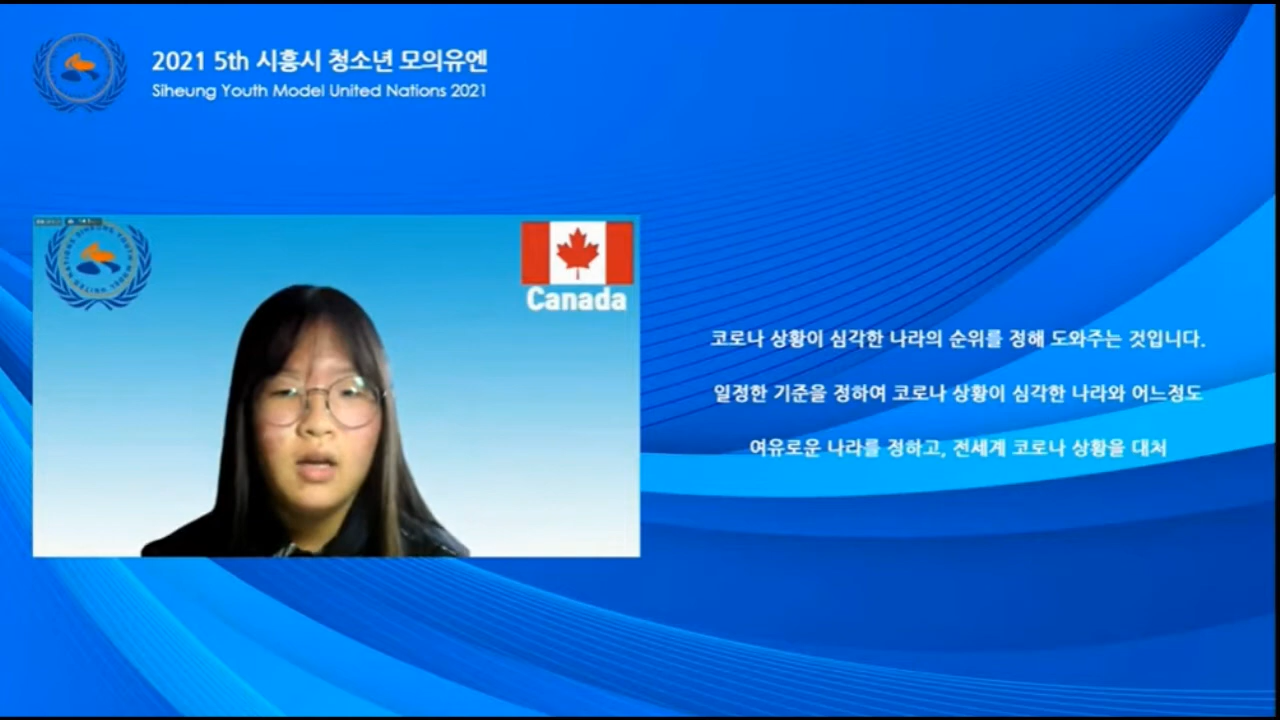 2021 5th 시흥시 청소년 모의유엔
Siheung Youth Model United Nations 2021
Canada
코로나 상황이 심각한 나라의 순위를 정해 도와주는 것입니다.
일정한 기준을 정하여 코로나 상황이 심각한 나라와 어느정도
여유로운 나라를 정하고, 전세계 코로나 상황을 대처